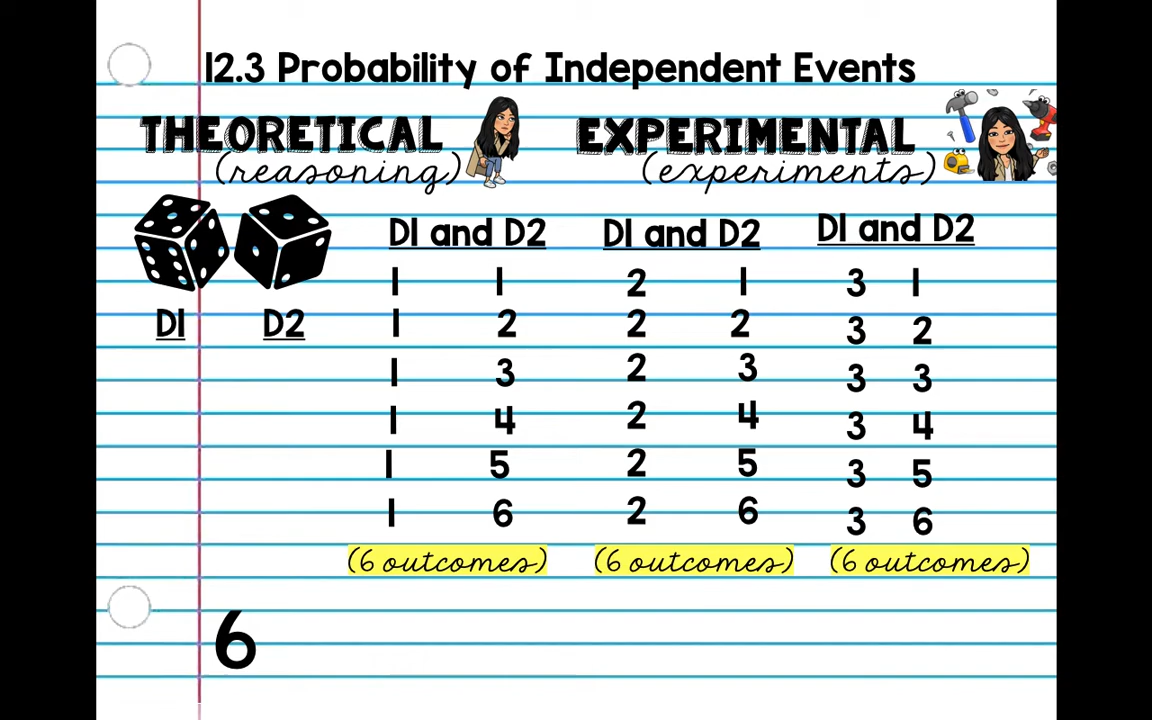 12.3 Probability of Independent Events
THEORETICAL EXPERIMENTAL
(reasoning) (experiments)
D1 and D2 D1 and D2 D1 and D2
1 1 2 1 3 1
D1 D2 1 2 2 2 3 2
1 3 2 3 3 3
1 4 2 4 3 4
1 5 2 5 3 5
1 6 2 6 3 6
(6 outcomes) (6 outcomes) (6 outcomes)
6